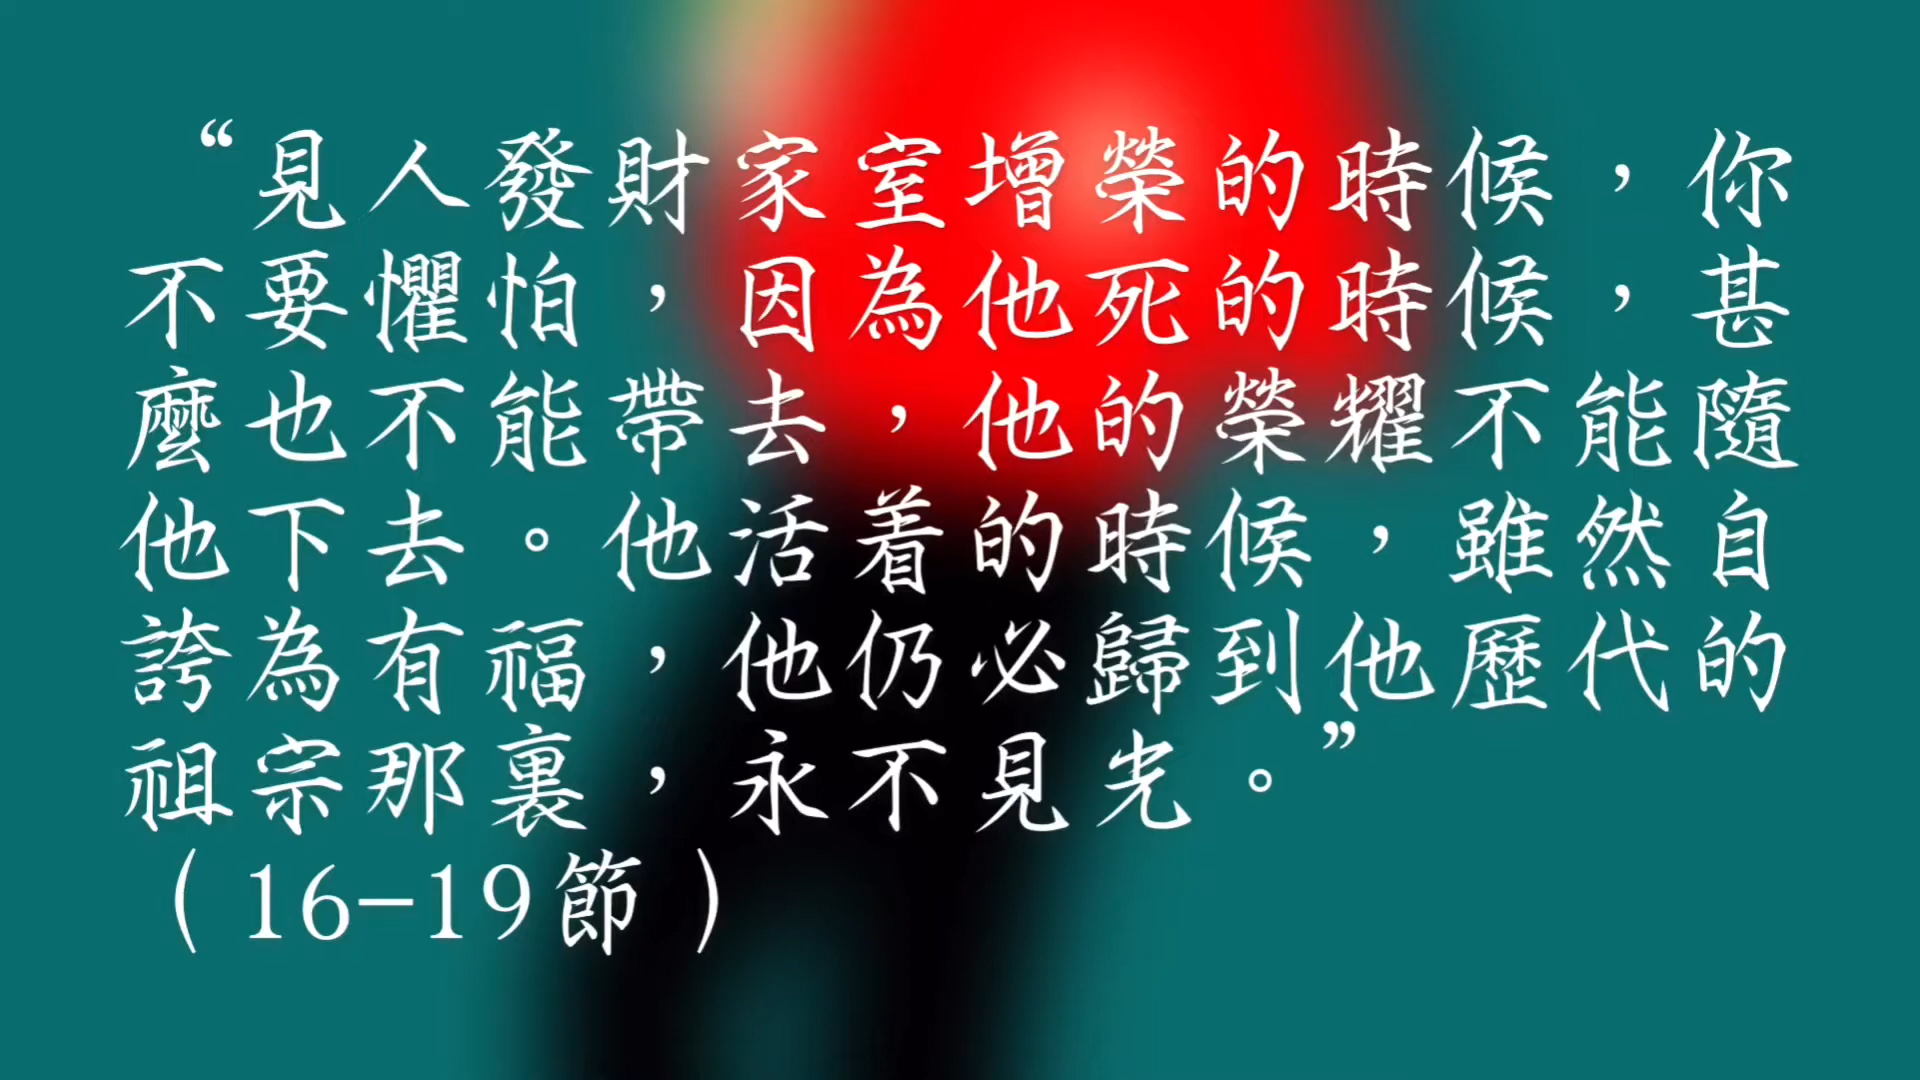 “見人發財家室增榮的時候，你
不要懼怕，因為他死的時候，甚
麼也不能帶去，他的榮耀不能隨
他下去。他活着的時候，雖然自
誇為有福，他仍必歸到他歷代的
祖宗那裏，永不見光。”
（16-19節）